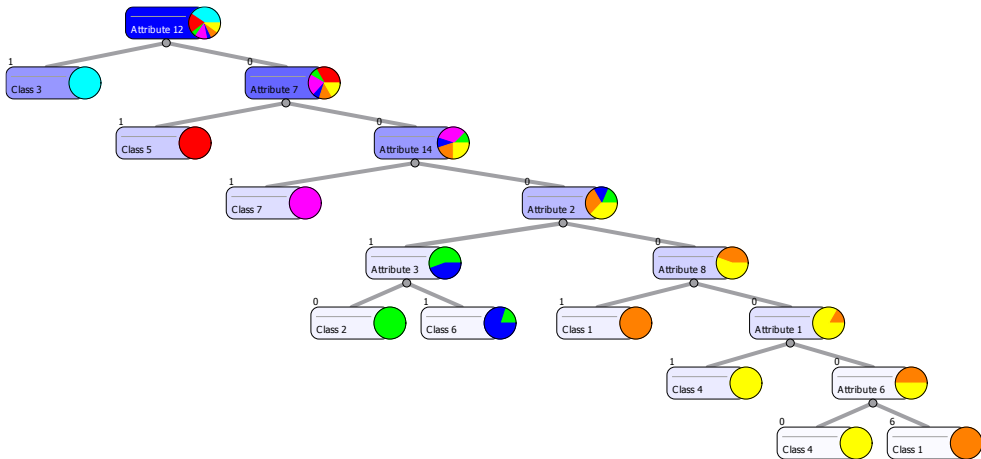 Attribute 12
1
0
Class 3
Attribute 7
1
0
Class 5
Attribute 14
1
0
Class 7
Attribute 2
1
0
Attribute 3
Attribute 8
0
1
1
0
Class 2
Class 6
Class 1
Attribute 1
1
0
Class 4
Attribute 6
0
6
Class 4
Class 1